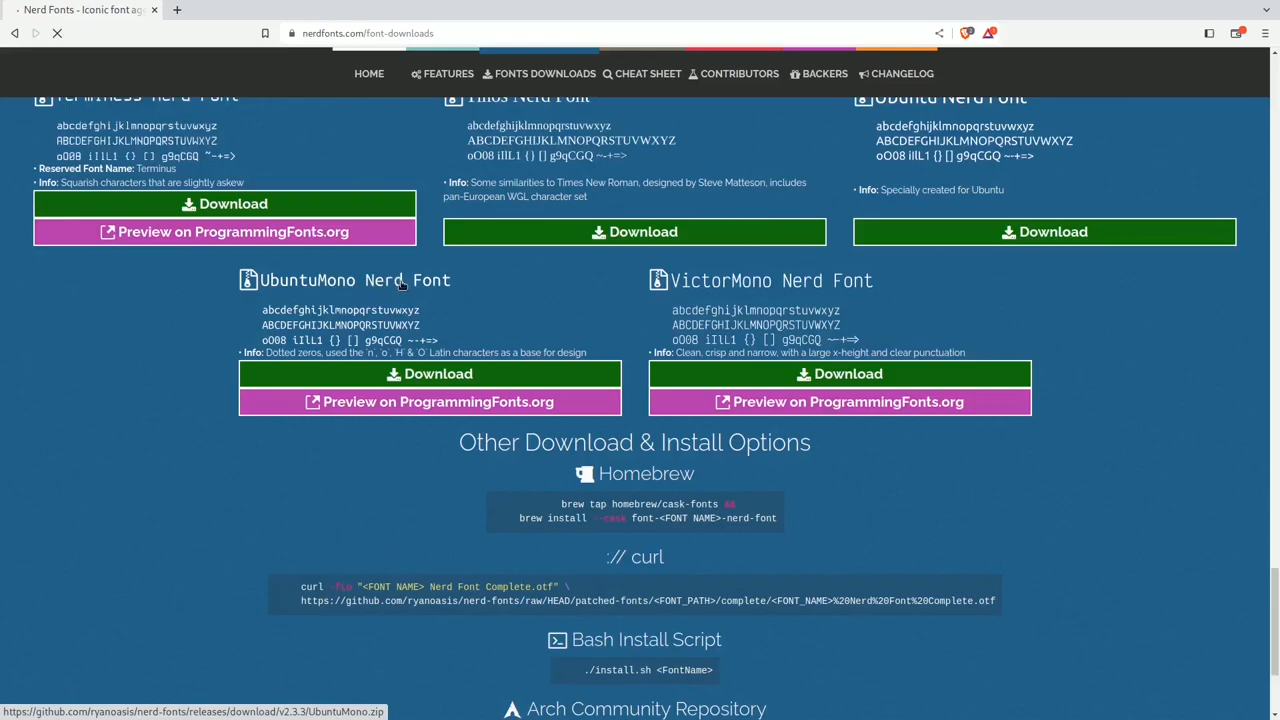 Nerd Fonts - Iconic font ag
nerdfonts.com/font-downloads
HOME FEATURES FONTS DOWNLOADS CHEAT SHEET CONTRIBUTORS BACKERS CHANGELOG
Terminess Nerd Font
abcdefghijklmnopqrstuvwxyz
ABCDEFGHIJKLMNOPQRSTUVWXYZ
oO08 iIlL1 {} [] g9qCGQ ~-+=>
• Reserved Font Name: Terminus
• Info: Squarish characters that are slightly askew
Download
Preview on ProgrammingFonts.org
Tinos Nerd Font
abcdefghijklmnopqrstuvwxyz
ABCDEFGHIJKLMNOPQRSTUVWXYZ
oO08 iIlL1 {} [] g9qCGQ ~-+=>
• Info: Some similarities to Times New Roman, designed by Steve Matteson, includes
pan-European WGL character set
Download
Ubuntu Nerd Font
abcdefghijklmnopqrstuvwxyz
ABCDEFGHIJKLMNOPQRSTUVWXYZ
oO08 iIlL1 {} [] g9qCGQ ~-+=>
• Info: Specially created for Ubuntu
Download
UbuntuMono Nerd Font
abcdefghijklmnopqrstuvwxyz
ABCDEFGHIJKLMNOPQRSTUVWXYZ
oO08 iIlL1 {} [] g9qCGQ ~-+=>
• Info: Dotted zeros, used the `n`, `o`, `H` & `O` Latin characters as a base for design
Download
Preview on ProgrammingFonts.org
VictorMono Nerd Font
abcdefghijklmnopqrstuvwxyz
ABCDEFGHIJKLMNOPQRSTUVWXYZ
oO08 iIlL1 {} [] g9qCGQ ~-+=>
• Info: Clean, crisp and narrow, with a large x-height and clear punctuation
Download
Preview on ProgrammingFonts.org
Other Download & Install Options
Homebrew
brew tap homebrew/cask-fonts &&
brew install --cask font-<FONT NAME>-nerd-font
:// curl
curl -fLo "<FONT NAME> Nerd Font Complete.otf" \
https://github.com/ryanoasis/nerd-fonts/raw/HEAD/patched-fonts/<FONT_PATH>/complete/<FONT_NAME>%20Nerd%20Font%20Complete.otf
Bash Install Script
./install.sh <FontName>
Arch Community Repository
https://github.com/ryanoasis/nerd-fonts/releases/download/v2.3.3/UbuntuMono.zip